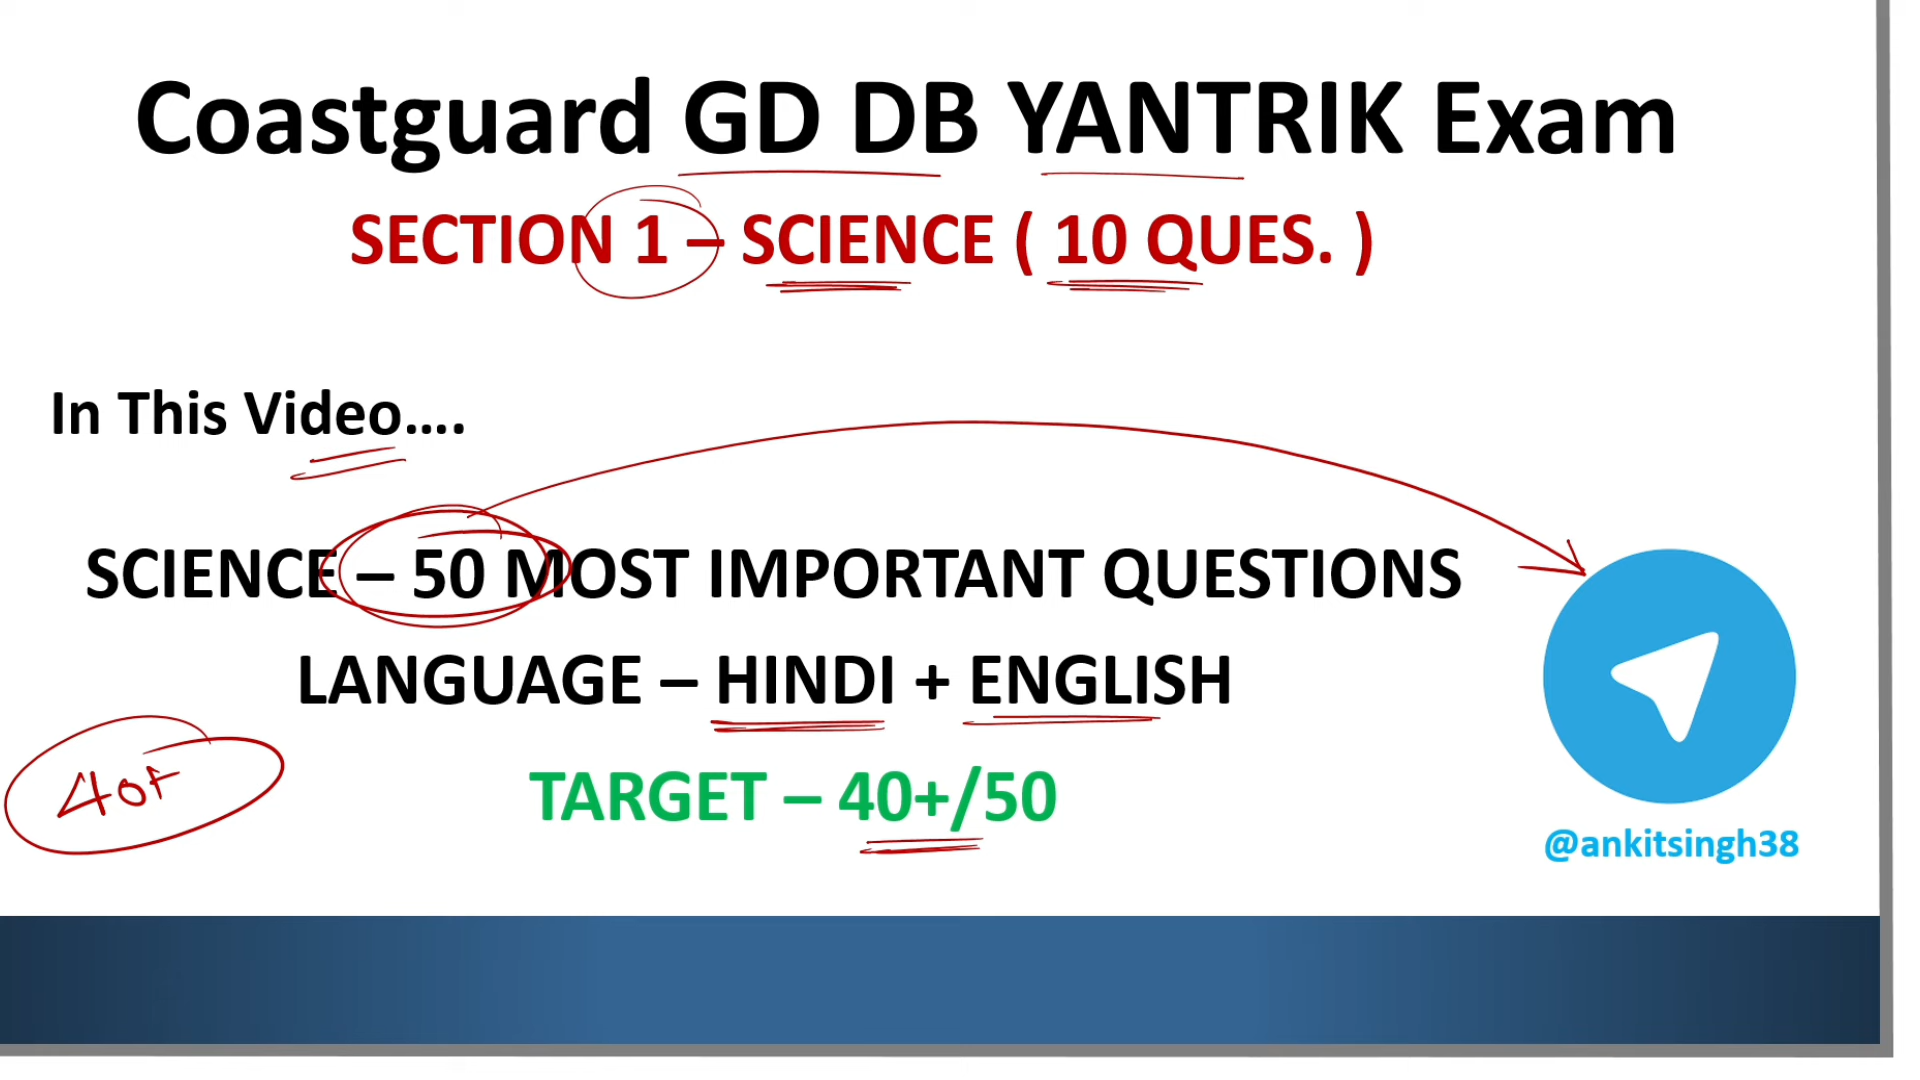 Coastguard GD DB YANTRIK Exam
SECTION 1 – SCIENCE ( 10 QUES. )
In This Video....
SCIENCE – 50 MOST IMPORTANT QUESTIONS
LANGUAGE – HINDI + ENGLISH
40+
TARGET – 40+/50
@ankitsingh38